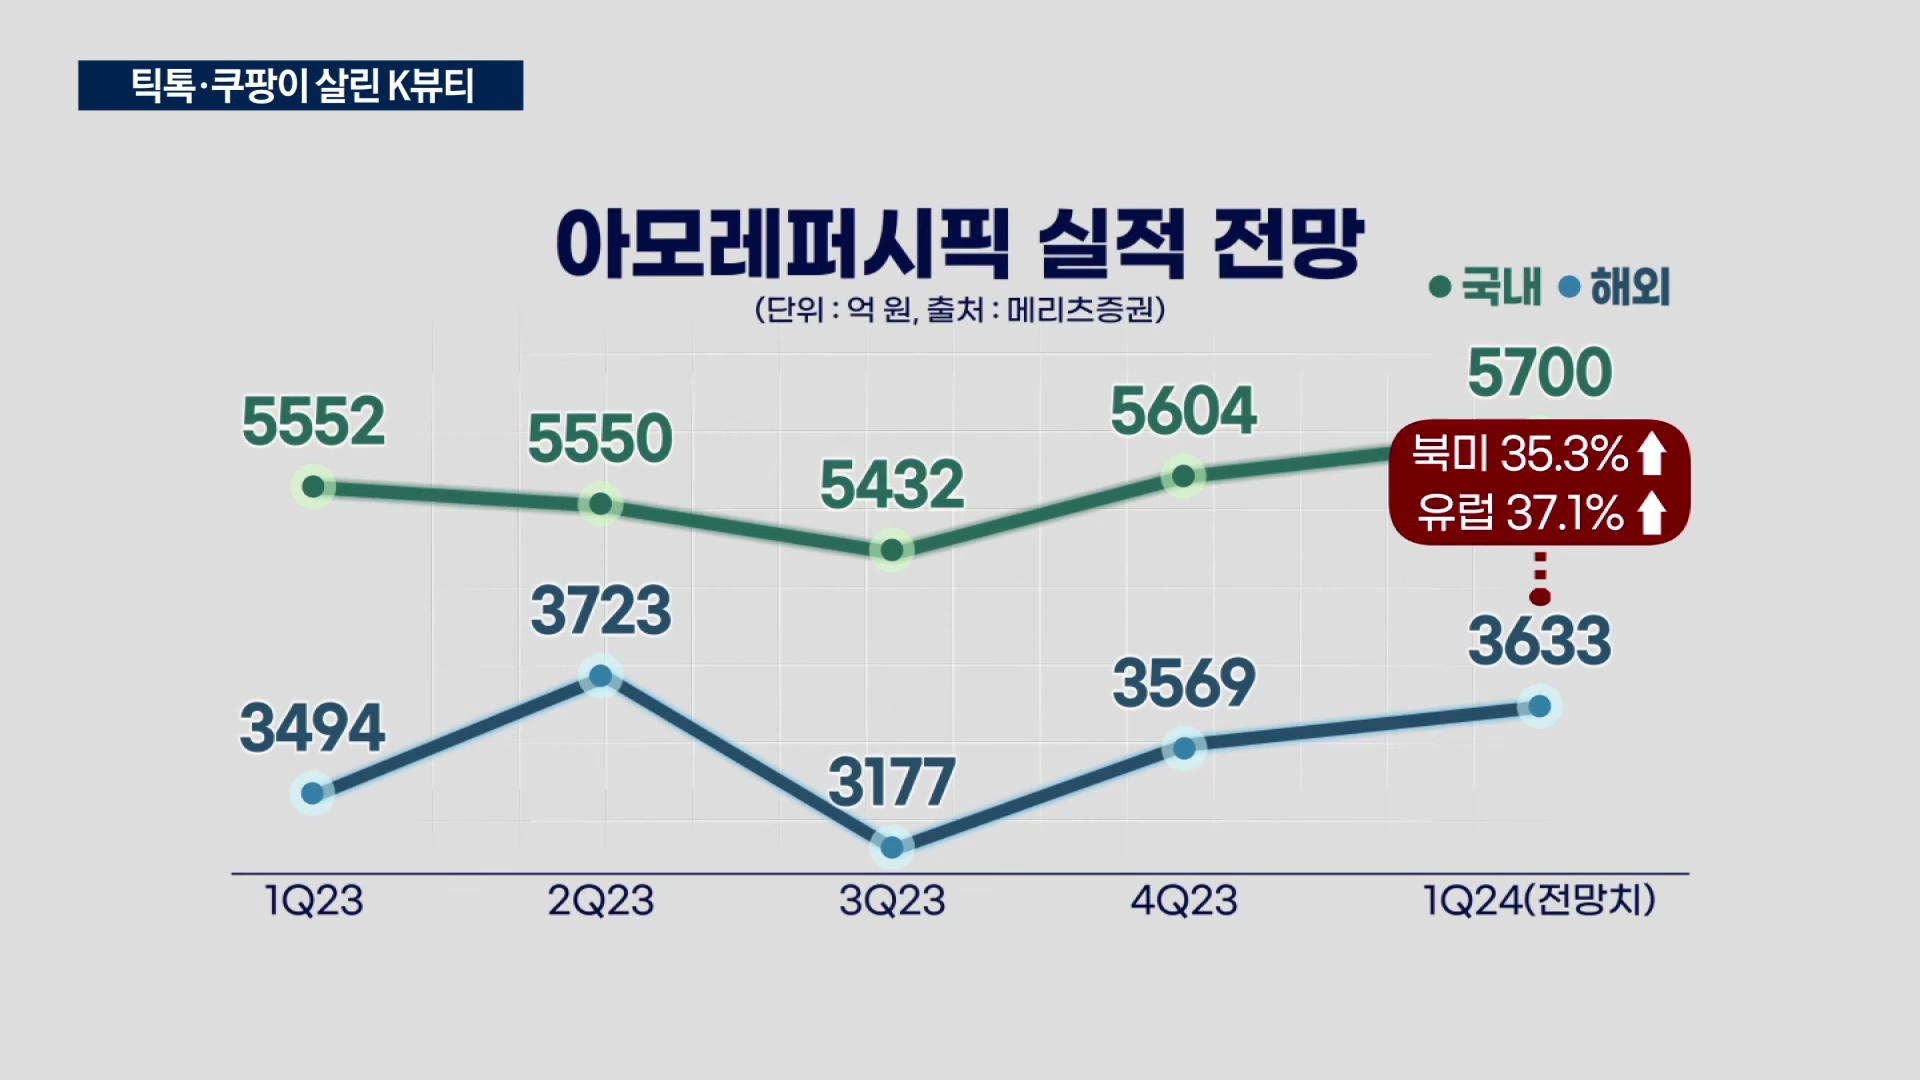 틱톡·쿠팡이 살린 K뷰티
아모레퍼시픽 실적 전망
(단위 : 억 원, 출처 : 메리츠증권)
국내 해외
5552
5550
5432
5604
5700
북미 35.3%
유럽 37.1%
3494
3723
3177
3569
3633
1Q23 2Q23 3Q23 4Q23 1Q24(전망치)